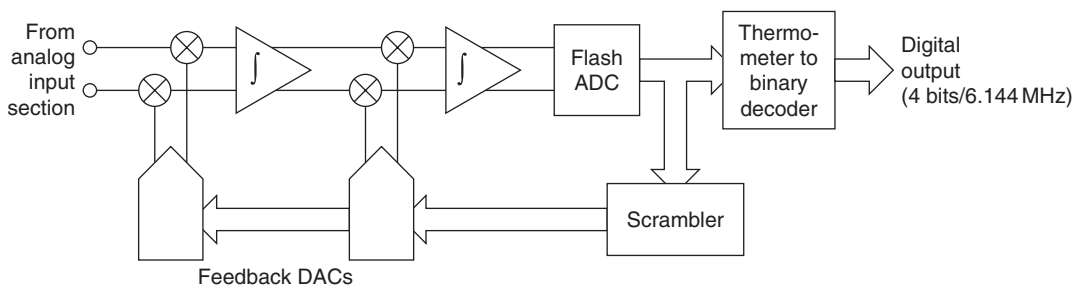 From
analog
input
section
∫
∫
Flash
ADC
Thermo-
meter to
binary
decoder
Digital
output
(4 bits/6.144 MHz)
Scrambler
Feedback DACs